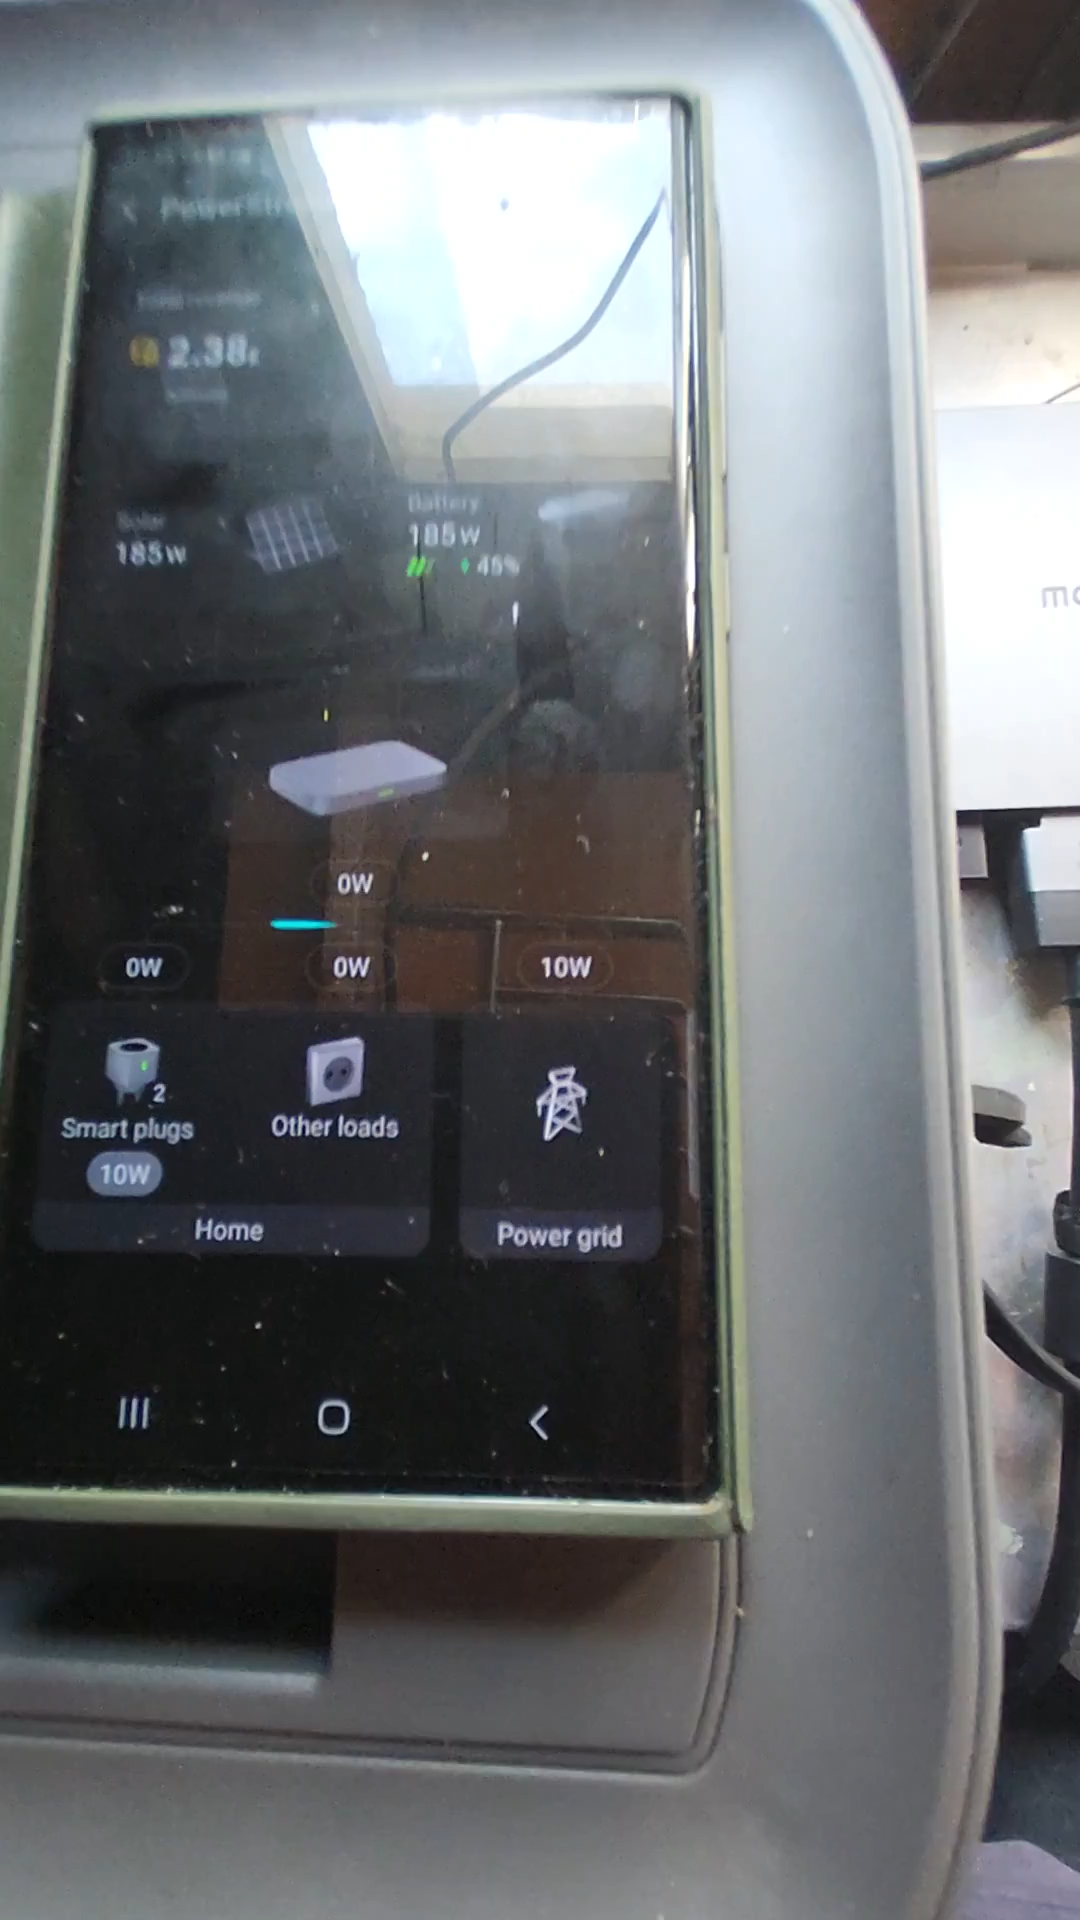 2.38
Solar
185W
Battery
185W
45%
0W
0W
0W
10W
2
Smart plugs
10W
Other loads
Home
Power grid